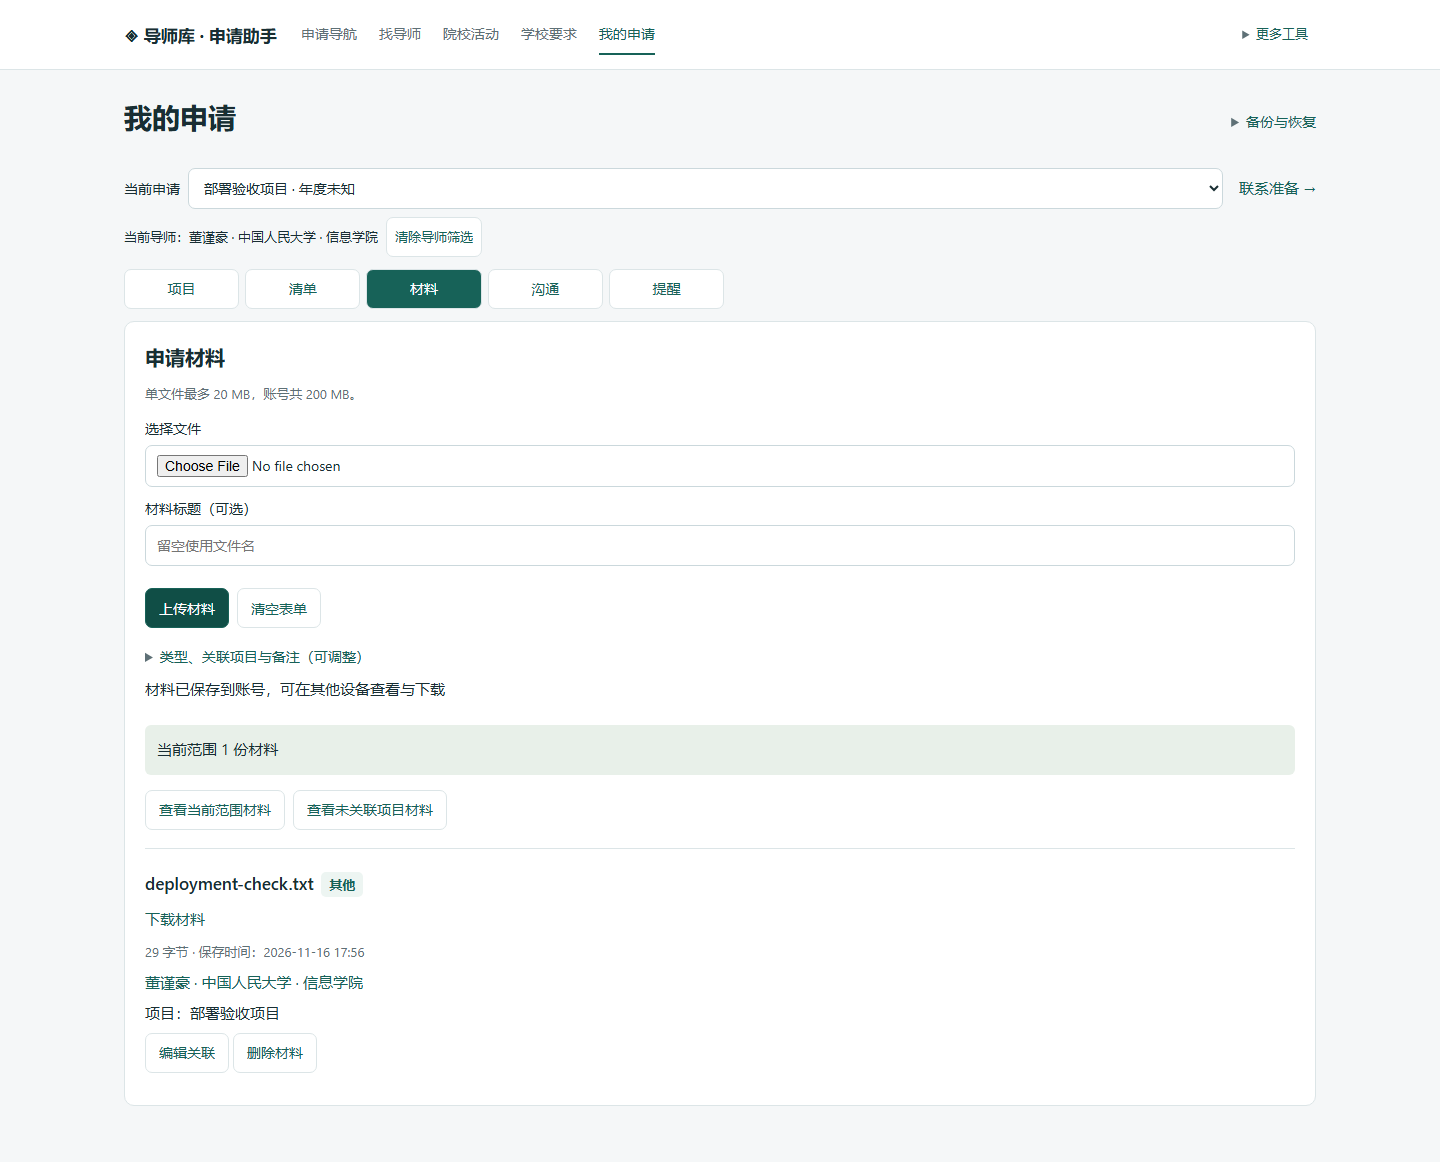 ◈ 导师库 · 申请助手 申请导航 找导师 院校活动 学校要求 我的申请 ▶ 更多工具
我的申请
▶ 备份与恢复
当前申请 部署验收项目 · 年度未知 联系准备 →
当前导师：董谨豪 · 中国人民大学 · 信息学院 清除导师筛选
项目 清单 材料 沟通 提醒
申请材料
单文件最多 20 MB，账号共 200 MB。
选择文件
Choose File No file chosen
材料标题（可选）
留空使用文件名
上传材料 清空表单
▶ 类型、关联项目与备注（可调整）
材料已保存到账号，可在其他设备查看与下载
当前范围 1 份材料
查看当前范围材料 查看未关联项目材料
deployment-check.txt 其他
下载材料
29 字节 · 保存时间：2026-11-16 17:56
董谨豪 · 中国人民大学 · 信息学院
项目：部署验收项目
编辑关联 删除材料